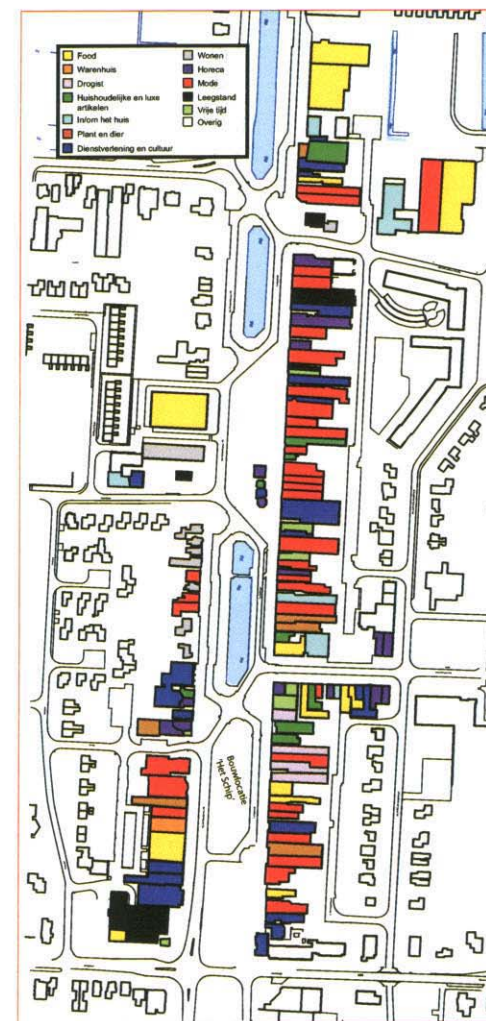 Food
Warenhuis
Drogist
Huishoudelijke en luxe
artikelen
In/om het huis
Plant en dier
Dienstverlening en cultuur
Wonen
Horeca
Mode
Leegstand
Vrije tijd
Overig
Bouwlocatie
'Het Schip'